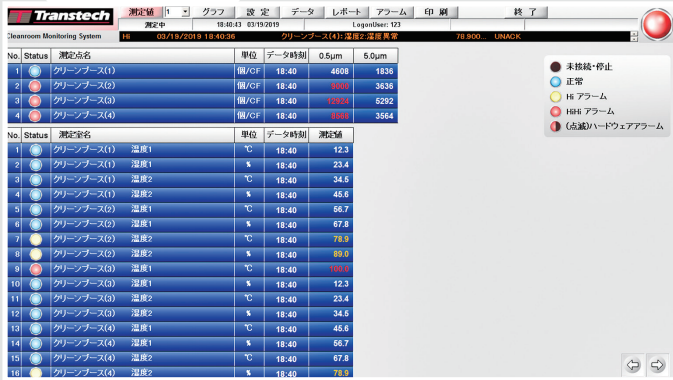 Transtech 測定値 1 グラフ 設 定 データ レポート アラーム 印 刷 終 了
測定中 18:40:43 03/19/2019 LogonUser: 123
Cleanroom Monitoring System Hi 03/19/2019 18:40:36 クリーンブース(4):湿度2:湿度異常 78.900... UNACK
No. Status 測定点名 単位 データ時刻 0.5μm 5.0μm
1 クリーンブース(1) 個/CF 18:40 4608 1836
2 クリーンブース(2) 個/CF 18:40 3636
3 クリーンブース(3) 個/CF 18:40 5292
4 クリーンブース(4) 個/CF 18:40 3564
未接続・停止
正常
Hi アラーム
HiHi アラーム
(点滅)ハードウェアアラーム
No. Status 測定室名 単位 データ時刻 測定値
1 クリーンブース(1) 温度1 ℃ 18:40 12.3
2 クリーンブース(1) 湿度1 % 18:40 23.4
3 クリーンブース(1) 温度2 ℃ 18:40 34.5
4 クリーンブース(1) 湿度2 % 18:40 45.6
5 クリーンブース(2) 温度1 ℃ 18:40 56.7
6 クリーンブース(2) 湿度1 % 18:40 67.8
7 クリーンブース(2) 温度2 ℃ 18:40 78.9
8 クリーンブース(2) 湿度2 % 18:40 89.0
9 クリーンブース(3) 温度1 ℃ 18:40
10 クリーンブース(3) 湿度1 % 18:40 12.3
11 クリーンブース(3) 温度2 ℃ 18:40 23.4
12 クリーンブース(3) 湿度2 % 18:40 34.5
13 クリーンブース(4) 温度1 ℃ 18:40 45.6
14 クリーンブース(4) 湿度1 % 18:40 56.7
15 クリーンブース(4) 温度2 ℃ 18:40 67.8
16 クリーンブース(4) 湿度2 % 18:40 78.9